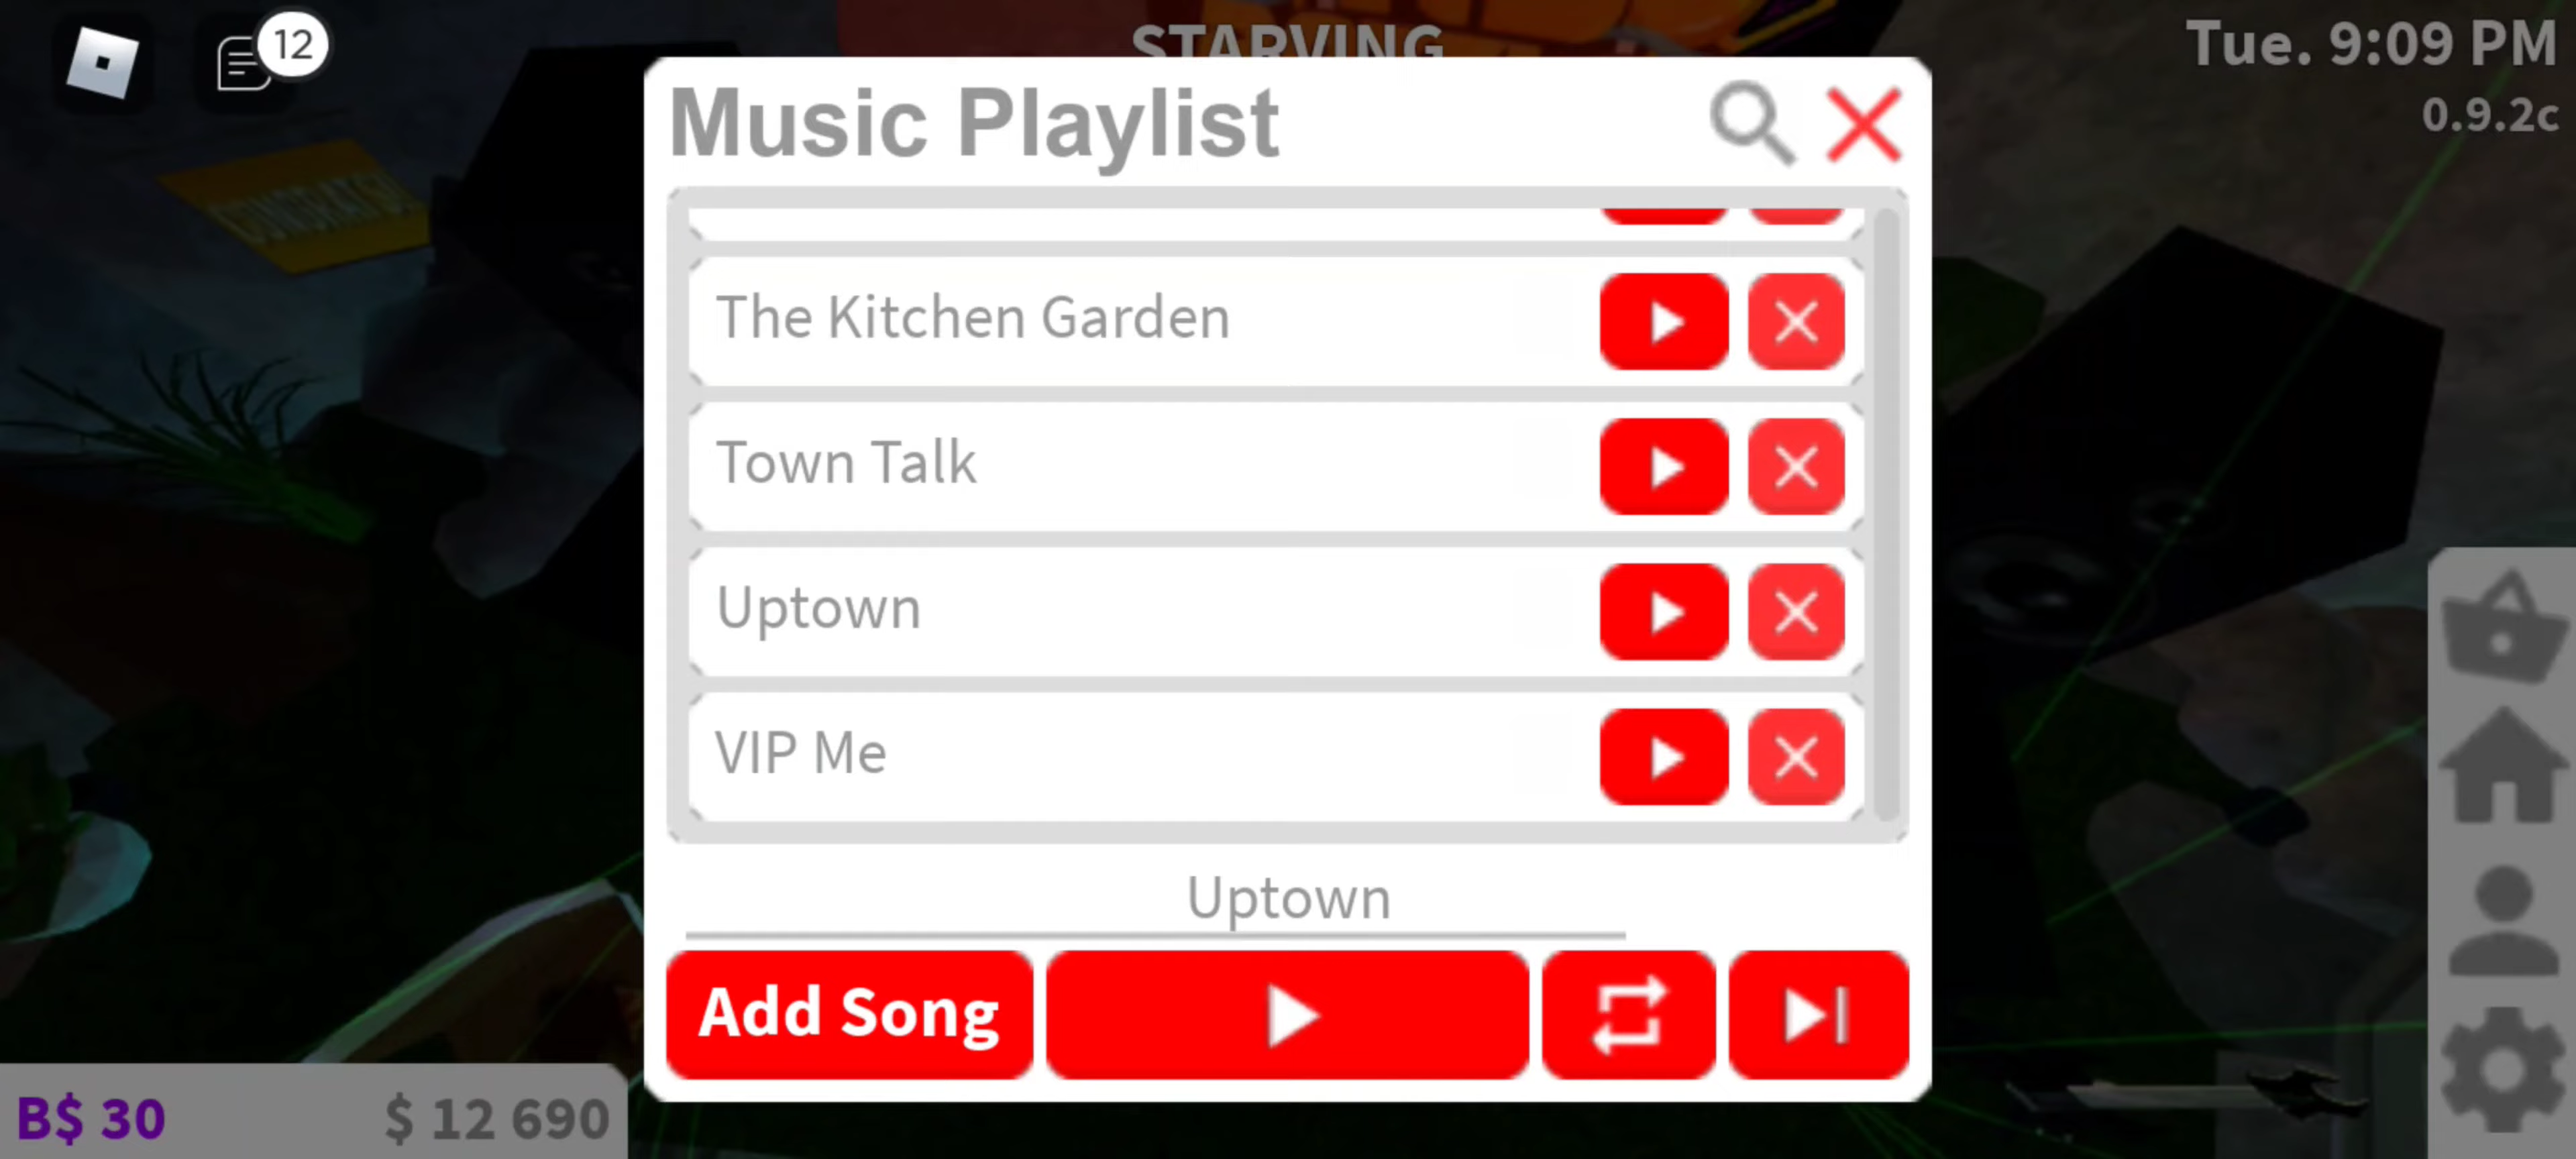 12
STARVING
Tue. 9:09 PM
0.9.2c
CONGRATS!
Music Playlist
The Kitchen Garden
Town Talk
Uptown
VIP Me
Uptown
Add Song
B$ 30
$ 12 690